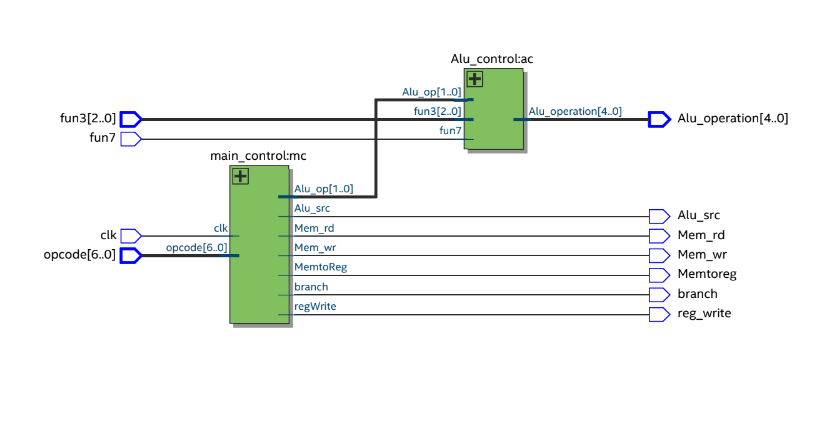 Alu_control:ac
Alu_op[1..0]
fun3[2..0] fun3[2..0] Alu_operation[4..0] Alu_operation[4..0]
fun7 fun7
main_control:mc
Alu_op[1..0]
Alu_src Alu_src
clk clk Mem_rd Mem_rd
opcode[6..0] opcode[6..0] Mem_wr Mem_wr
MemtoReg Memtoreg
branch branch
regWrite reg_write